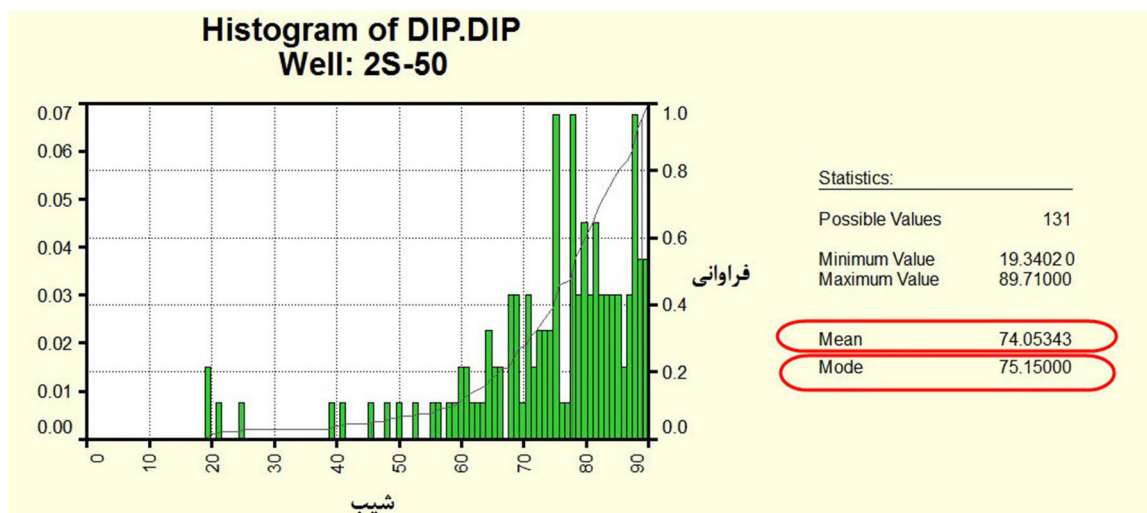 Histogram of DIP.DIP
Well: 2S-50
0.07
0.06
0.05
0.04
0.03
0.02
0.01
0.00
1.0
0.8
0.6
0.4
0.2
0.0
فراوانی
0 10 20 30 40 50 60 70 80 90
شیب
Statistics:
Possible Values 131
Minimum Value 19.34020
Maximum Value 89.71000
Mean 74.05343
Mode 75.15000